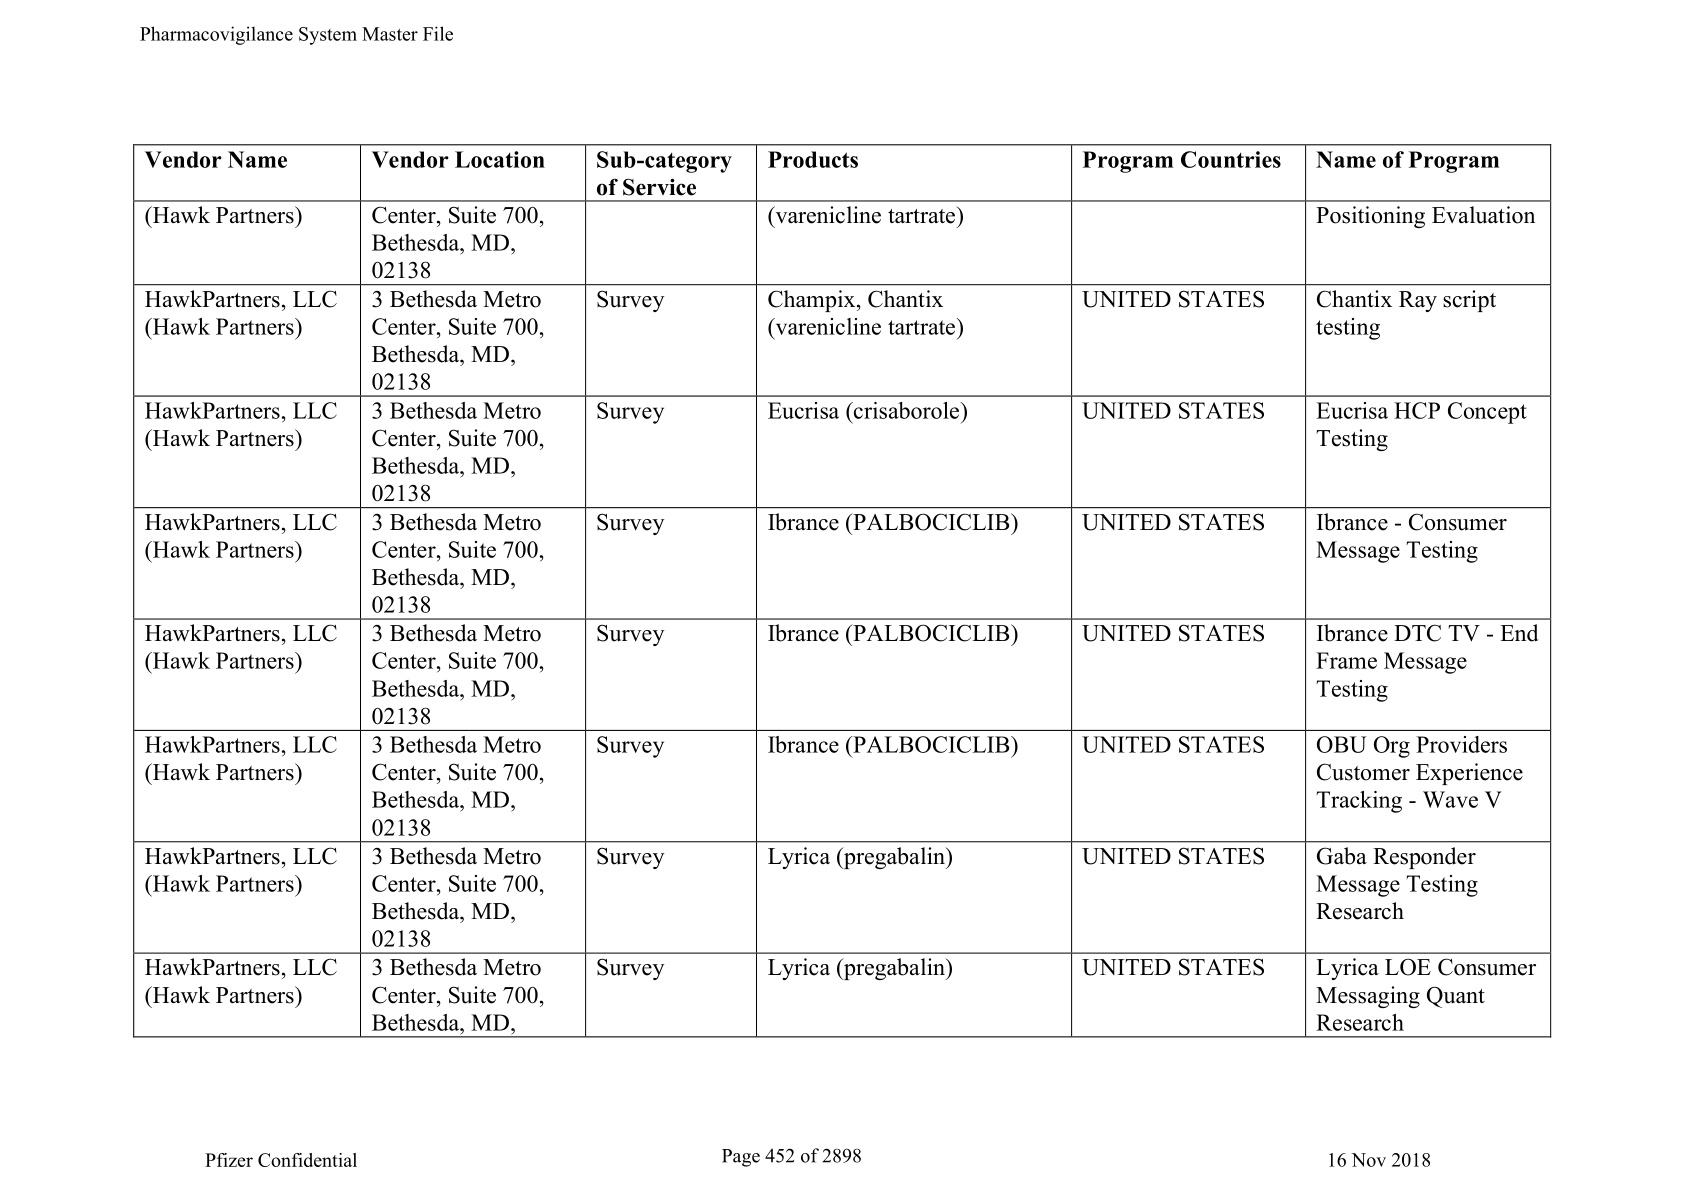 Pharmacovigilance System Master File
Vendor Name
Vendor Location
Sub-category
of Service
Products
Program Countries
Name of Program
(Hawk Partners)
Center, Suite 700,
Bethesda, MD,
02138
(varenicline tartrate)
Positioning Evaluation
HawkPartners, LLC
(Hawk Partners)
3 Bethesda Metro
Center, Suite 700,
Bethesda, MD,
02138
Survey
Champix, Chantix
(varenicline tartrate)
UNITED STATES
Chantix Ray script
testing
HawkPartners, LLC
(Hawk Partners)
3 Bethesda Metro
Center, Suite 700,
Bethesda, MD,
02138
Survey
Eucrisa (crisaborole)
UNITED STATES
Eucrisa HCP Concept
Testing
HawkPartners, LLC
(Hawk Partners)
3 Bethesda Metro
Center, Suite 700,
Bethesda, MD,
02138
Survey
Ibrance (PALBOCICLIB)
UNITED STATES
Ibrance - Consumer
Message Testing
HawkPartners, LLC
(Hawk Partners)
3 Bethesda Metro
Center, Suite 700,
Bethesda, MD,
02138
Survey
Ibrance (PALBOCICLIB)
UNITED STATES
Ibrance DTC TV - End
Frame Message
Testing
HawkPartners, LLC
(Hawk Partners)
3 Bethesda Metro
Center, Suite 700,
Bethesda, MD,
02138
Survey
Ibrance (PALBOCICLIB)
UNITED STATES
OBU Org Providers
Customer Experience
Tracking - Wave V
HawkPartners, LLC
(Hawk Partners)
3 Bethesda Metro
Center, Suite 700,
Bethesda, MD,
02138
Survey
Lyrica (pregabalin)
UNITED STATES
Gaba Responder
Message Testing
Research
HawkPartners, LLC
(Hawk Partners)
3 Bethesda Metro
Center, Suite 700,
Bethesda, MD,
Survey
Lyrica (pregabalin)
UNITED STATES
Lyrica LOE Consumer
Messaging Quant
Research
Pfizer Confidential
Page 452 of 2898
16 Nov 2018